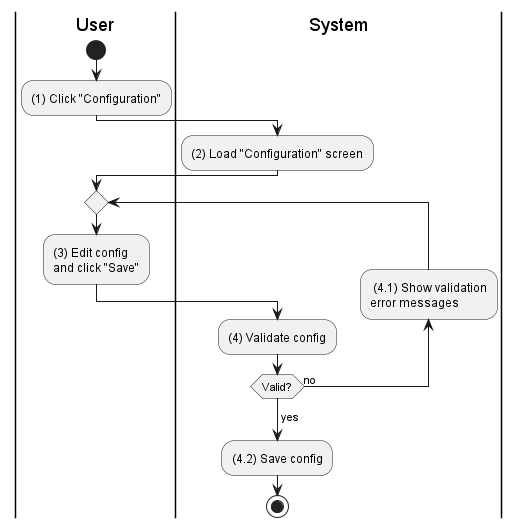 User
System
(1) Click "Configuration"
(2) Load "Configuration" screen
(3) Edit config
and click "Save"
(4.1) Show validation
error messages
(4) Validate config
Valid?
no
yes
(4.2) Save config